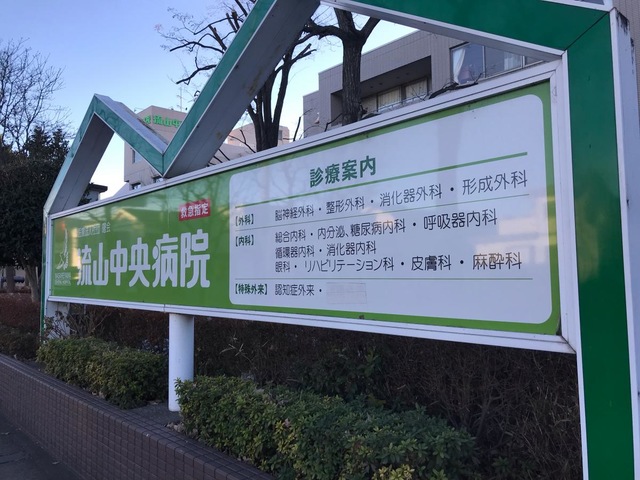 救急指定
流山中央病院
診療案内
【外科】 脳神経外科・整形外科・消化器外科・形成外科
【内科】 総合内科・内分泌、糖尿病内科・呼吸器内科
循環器内科・消化器内科
眼科・リハビリテーション科・皮膚科・麻酔科
【特殊外来】 認知症外来・